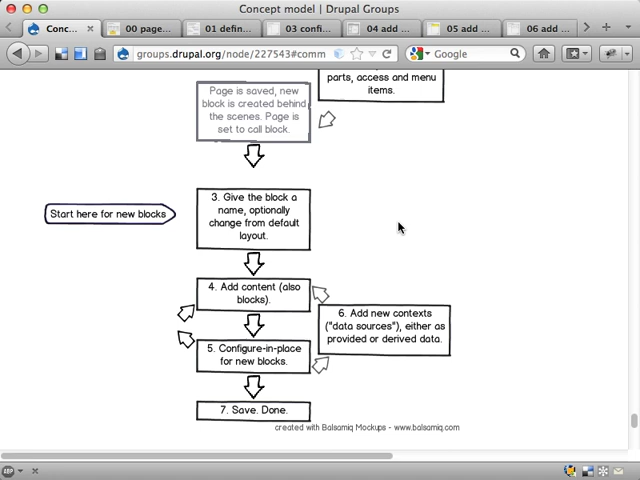 Concept model | Drupal Groups
Conc...
00 page...
01 defin...
03 confi...
04 add ...
05 add ...
06 add ...
groups.drupal.org/node/227543#comm
Google
parts, access and menu
items.
Page is saved, new
block is created behind
the scenes. Page is
set to call block.
Start here for new blocks
3. Give the block a
name, optionally
change from default
layout.
4. Add content (also
blocks).
6. Add new contexts
("data sources"), either as
provided or derived data.
5. Configure-in-place
for new blocks.
7. Save. Done.
created with Balsamiq Mockups - www.balsamiq.com
ABP